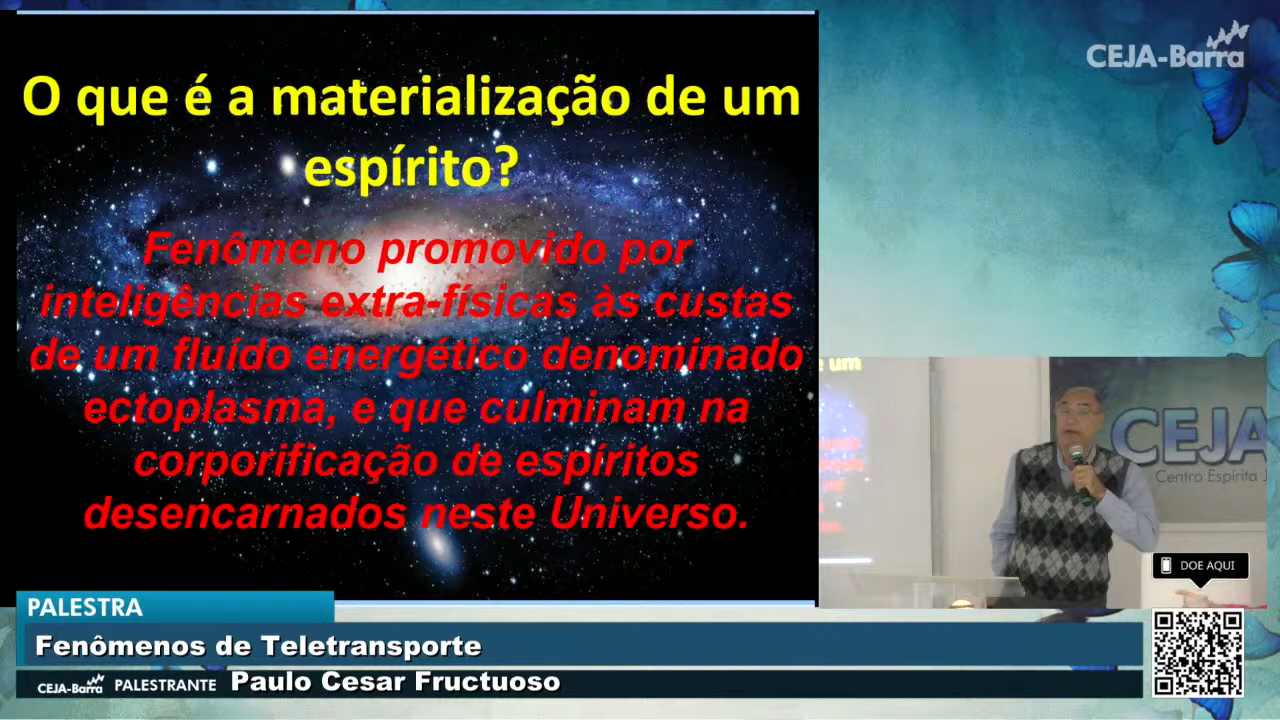 O que é a materialização de um
espírito?
Fenômeno promovido por
inteligências extra-físicas às custas
de um fluído energético denominado
ectoplasma, e que culminam na
corporificação de espíritos
desencarnados neste Universo.
CEJA-Barra
e um
CEJA
Centro Espírita J
DOE AQUI
PALESTRA
Fenômenos de Teletransporte
CEJA-Barra PALESTRANTE Paulo Cesar Fructuoso